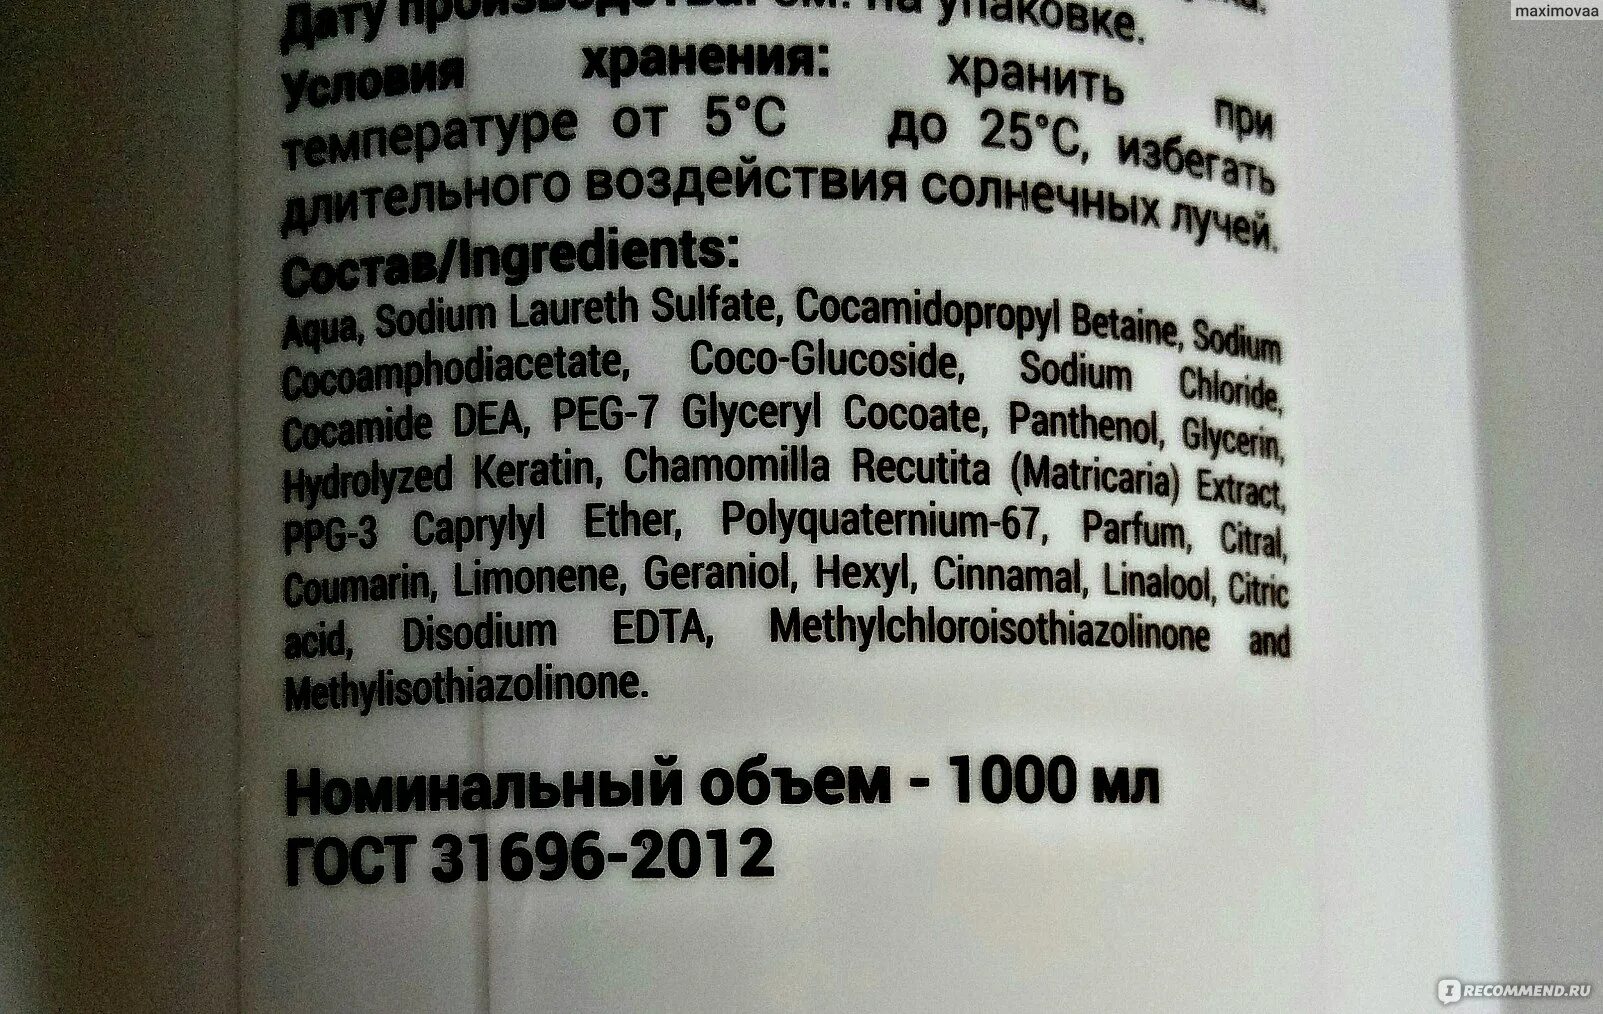 maximovaa
Дату производства: см. на упаковке.
Условия хранения: хранить при
температуре от 5°С до 25°С, избегать
длительного воздействия солнечных лучей.
Состав/Ingredients:
Aqua, Sodium Laureth Sulfate, Cocamidopropyl Betaine, Sodium
Cocoamphodiacetate, Coco-Glucoside, Sodium Chloride,
Cocamide DEA, PEG-7 Glyceryl Cocoate, Panthenol, Glycerin,
Hydrolyzed Keratin, Chamomilla Recutita (Matricaria) Extract,
PPG-3 Caprylyl Ether, Polyquaternium-67, Parfum, Citral,
Coumarin, Limonene, Geraniol, Hexyl, Cinnamal, Linalool, Citric
acid, Disodium EDTA, Methylchloroisothiazolinone and
Methylisothiazolinone.
Номинальный объем - 1000 мл
ГОСТ 31696-2012
IRECOMMEND.RU